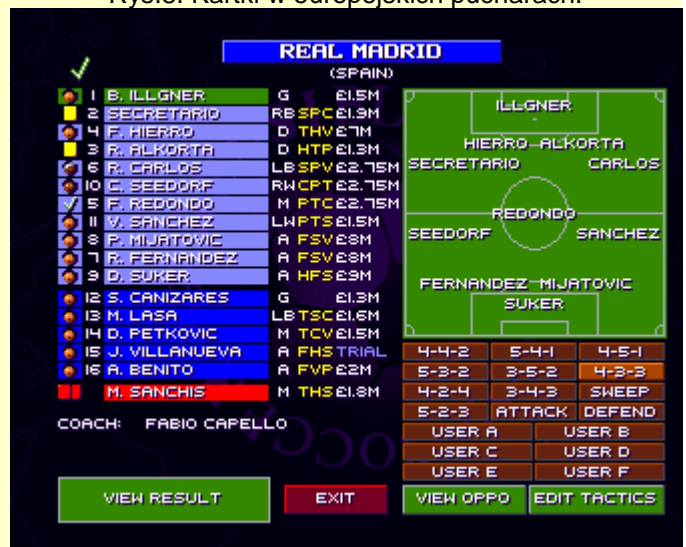 Rys.6. Kartki w europejskich pucharach.
REAL MADRID
(SPAIN)
1 B. ILLGNER G £1.5M
2 SECRETARIO RB SPC £1.9M
4 F. HIERRO D THV £7M
3 R. ALKORTA D HTP £1.3M
6 R. CARLOS LB SPV £2.75M
10 C. SEEDORF RW CPT £2.75M
5 F. REDONDO M PTC £2.75M
11 V. SANCHEZ LW PTS £1.5M
8 P. MIJATOVIC A FSV £8M
7 R. FERNANDEZ A FSV £8M
9 D. SUKER A HFS £9M
12 S. CANIZARES G £1.3M
13 M. LASA LB TSC £1.6M
14 D. PETKOVIC M TCV £1.5M
15 J. VILLANUEVA A FHS TRIAL
16 A. BENITO A FVP £2M
M. SANCHIS M THS £1.8M
COACH: FABIO CAPELLO
ILLGNER
HIERRO ALKORTA
SECRETARIO CARLOS
REDONDO
SEEDORF SANCHEZ
FERNANDEZ MIJATOVIC
SUKER
4-4-2 5-4-1 4-5-1
5-3-2 3-5-2 4-3-3
4-2-4 3-4-3 SWEEP
5-2-3 ATTACK DEFEND
USER A USER B
USER C USER D
USER E USER F
VIEW RESULT EXIT VIEW OPPO EDIT TACTICS